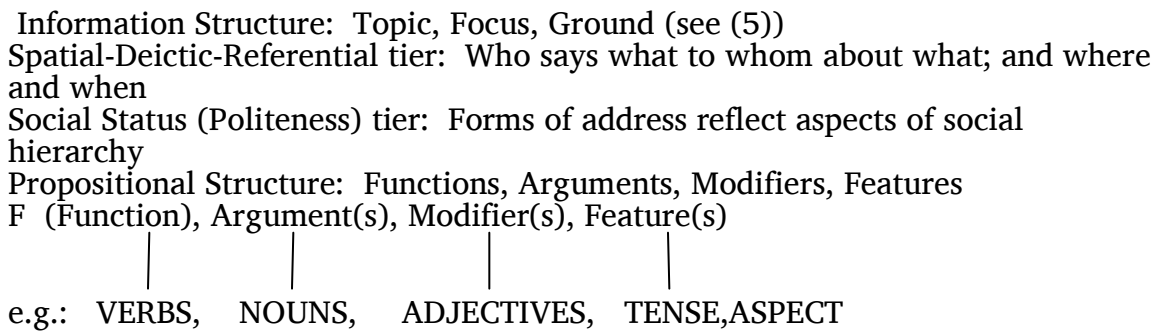 Information Structure: Topic, Focus, Ground (see (5))
Spatial-Deictic-Referential tier: Who says what to whom about what; and where
and when
Social Status (Politeness) tier: Forms of address reflect aspects of social
hierarchy
Propositional Structure: Functions, Arguments, Modifiers, Features
F (Function), Argument(s), Modifier(s), Feature(s)
e.g.: VERBS, NOUNS, ADJECTIVES, TENSE,ASPECT